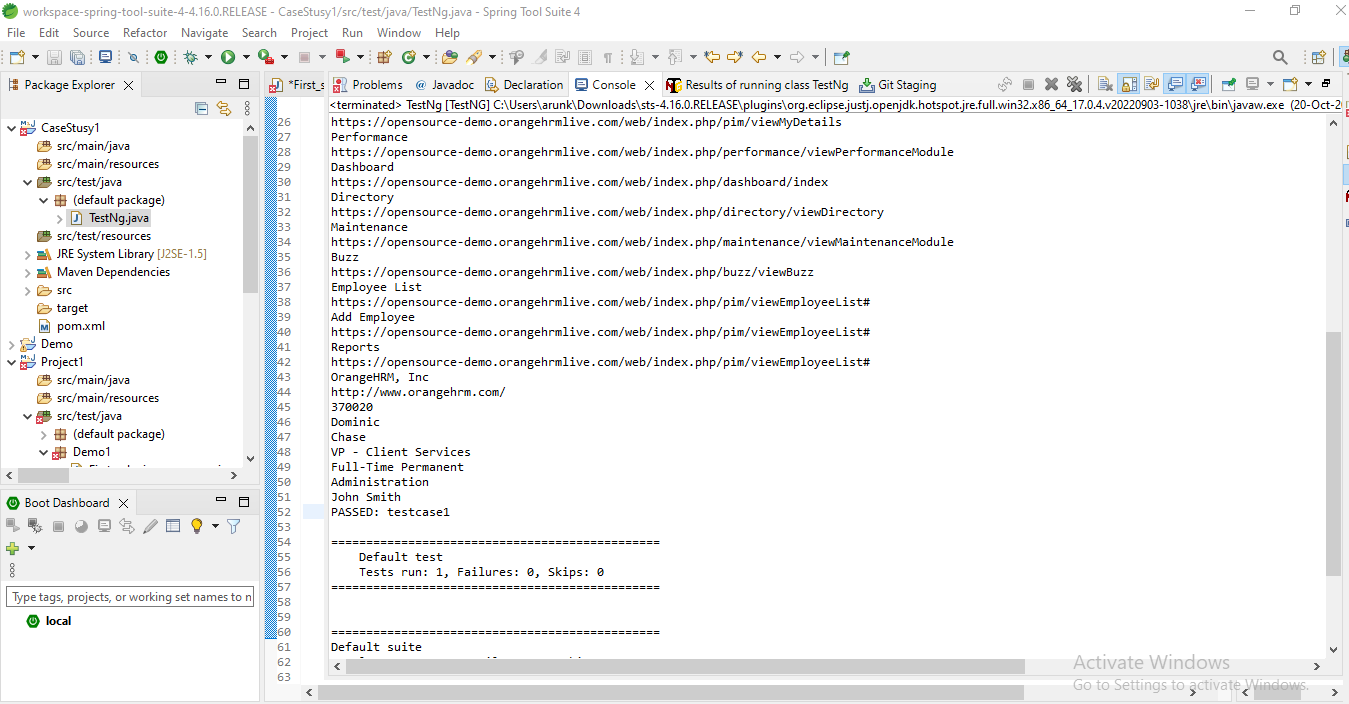 workspace-spring-tool-suite-4-4.16.0.RELEASE - CaseStusy1/src/test/java/TestNg.java - Spring Tool Suite 4
File Edit Source Refactor Navigate Search Project Run Window Help
Package Explorer
*First_s Problems @ Javadoc Declaration Console Results of running class TestNg Git Staging
<terminated> TestNg [TestNG] C:\Users\arunk\Downloads\sts-4.16.0.RELEASE\plugins\org.eclipse.justj.openjdk.hotspot.jre.full.win32.x86_64_17.0.4.v20220903-1038\jre\bin\javaw.exe (20-Oct-2
CaseStusy1
src/main/java
src/main/resources
src/test/java
(default package)
TestNg.java
src/test/resources
JRE System Library [J2SE-1.5]
Maven Dependencies
src
target
pom.xml
Demo
Project1
src/main/java
src/main/resources
src/test/java
(default package)
Demo1
Boot Dashboard
Type tags, projects, or working set names to n
local
26
27
28
29
30
31
32
33
34
35
36
37
38
39
40
41
42
43
44
45
46
47
48
49
50
51
52
53
54
55
56
57
58
59
60
61
62
63
https://opensource-demo.orangehrmlive.com/web/index.php/pim/viewMyDetails
Performance
https://opensource-demo.orangehrmlive.com/web/index.php/performance/viewPerformanceModule
Dashboard
https://opensource-demo.orangehrmlive.com/web/index.php/dashboard/index
Directory
https://opensource-demo.orangehrmlive.com/web/index.php/directory/viewDirectory
Maintenance
https://opensource-demo.orangehrmlive.com/web/index.php/maintenance/viewMaintenanceModule
Buzz
https://opensource-demo.orangehrmlive.com/web/index.php/buzz/viewBuzz
Employee List
https://opensource-demo.orangehrmlive.com/web/index.php/pim/viewEmployeeList#
Add Employee
https://opensource-demo.orangehrmlive.com/web/index.php/pim/viewEmployeeList#
Reports
https://opensource-demo.orangehrmlive.com/web/index.php/pim/viewEmployeeList#
OrangeHRM, Inc
http://www.orangehrm.com/
370020
Dominic
Chase
VP - Client Services
Full-Time Permanent
Administration
John Smith
PASSED: testcase1
===============================================
Default test
Tests run: 1, Failures: 0, Skips: 0
===============================================
===============================================
Default suite
Activate Windows
Go to Settings to activate Windows.